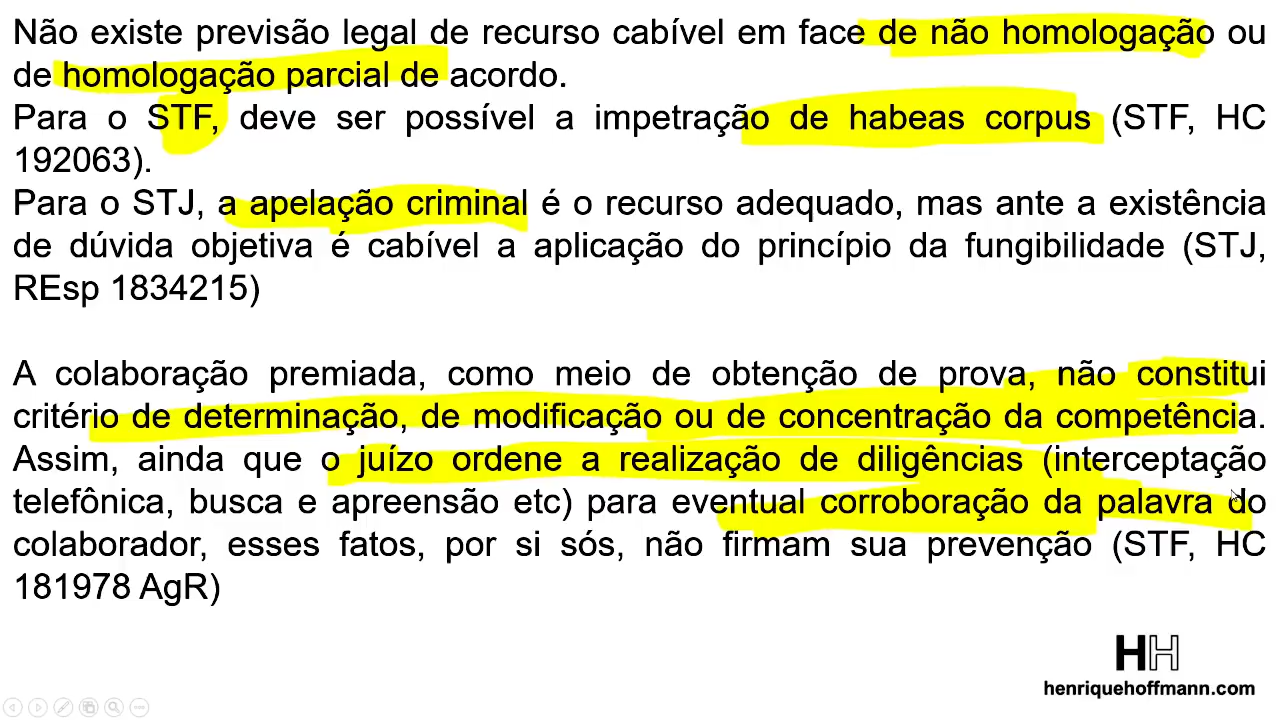 Não existe previsão legal de recurso cabível em face de não homologação ou
de homologação parcial de acordo.
Para o STF, deve ser possível a impetração de habeas corpus (STF, HC
192063).
Para o STJ, a apelação criminal é o recurso adequado, mas ante a existência
de dúvida objetiva é cabível a aplicação do princípio da fungibilidade (STJ,
REsp 1834215)
A colaboração premiada, como meio de obtenção de prova, não constitui
critério de determinação, de modificação ou de concentração da competência.
Assim, ainda que o juízo ordene a realização de diligências (interceptação
telefônica, busca e apreensão etc) para eventual corroboração da palavra do
colaborador, esses fatos, por si sós, não firmam sua prevenção (STF, HC
181978 AgR)
HH
henriquehoffmann.com